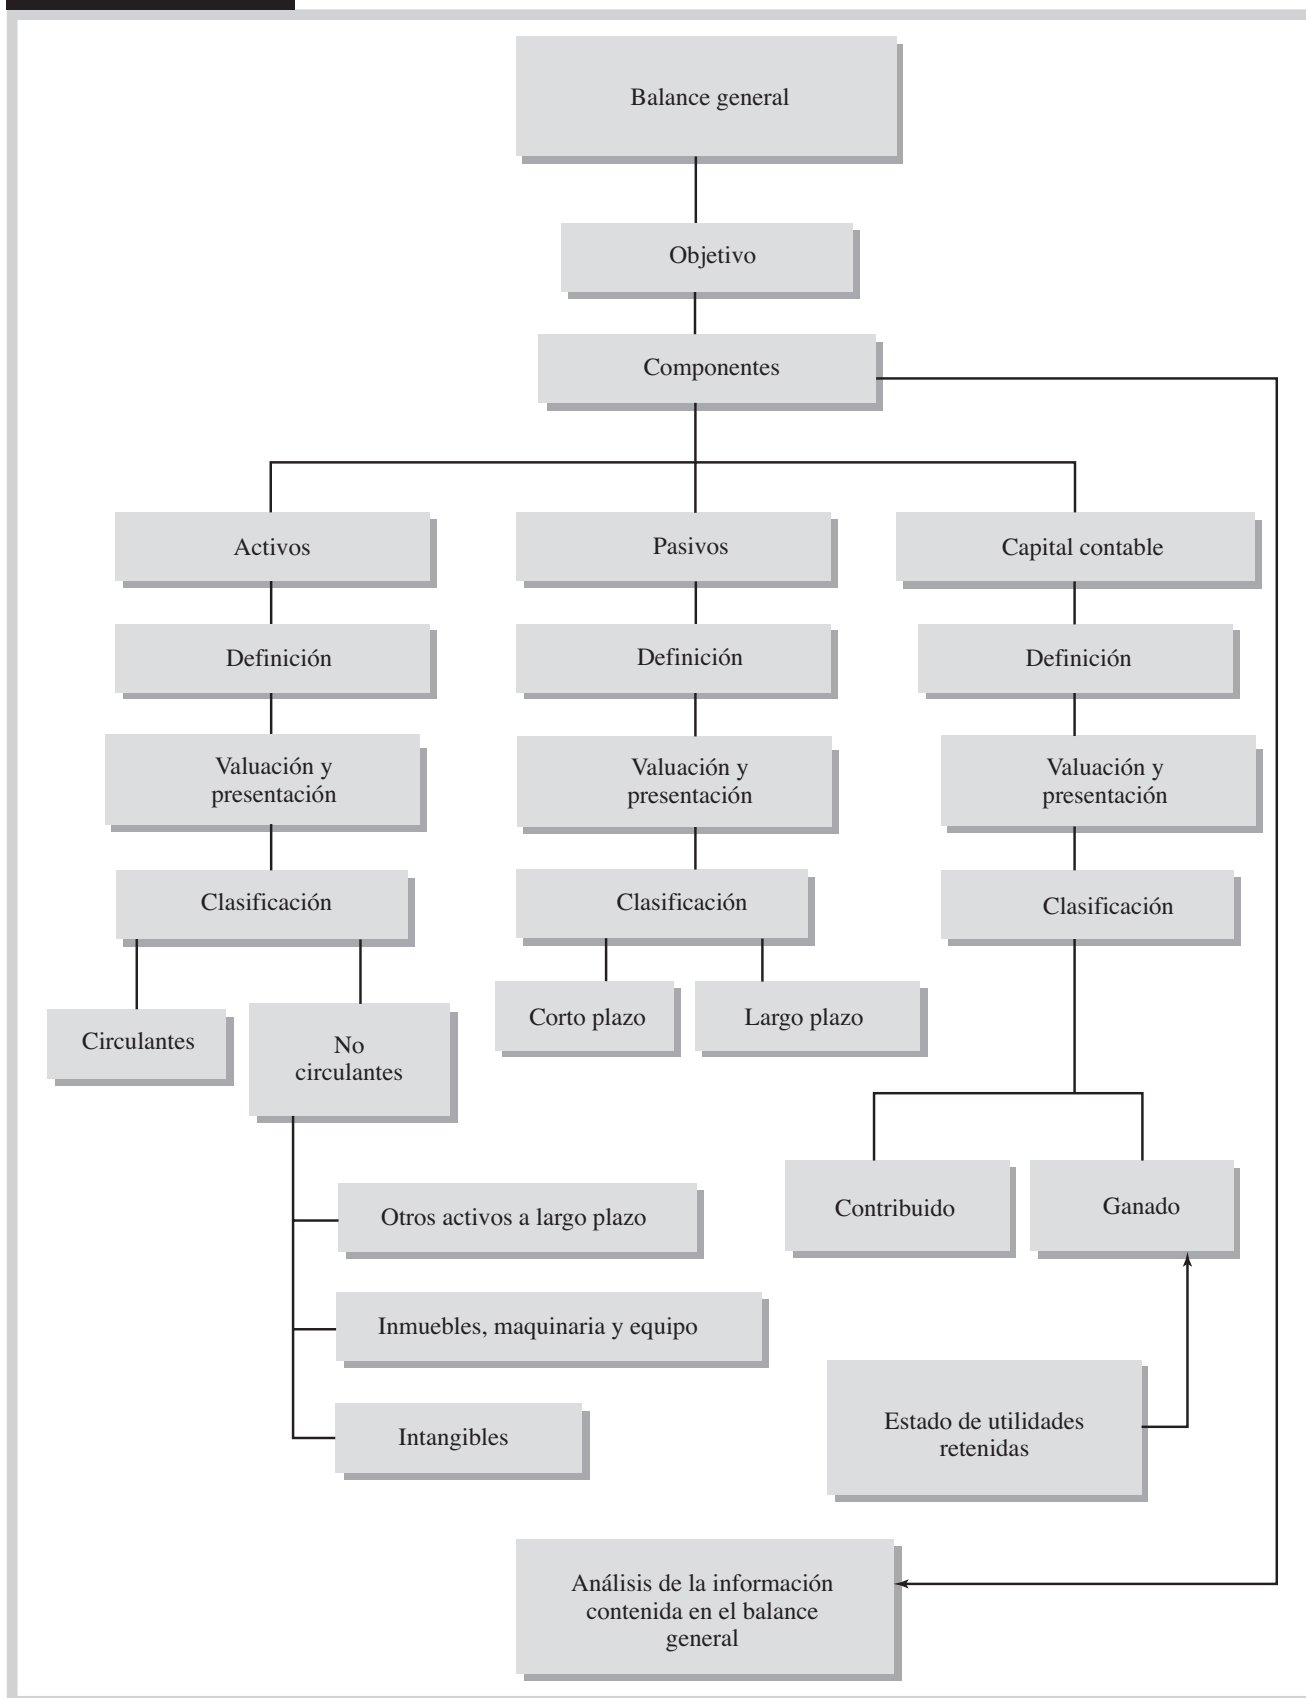 Balance general
Objetivo
Componentes
Activos
Pasivos
Capital contable
Definición
Definición
Definición
Valuación y
presentación
Valuación y
presentación
Valuación y
presentación
Clasificación
Clasificación
Clasificación
Circulantes
No
circulantes
Corto plazo
Largo plazo
Contribuido
Ganado
Otros activos a largo plazo
Inmuebles, maquinaria y equipo
Intangibles
Estado de utilidades
retenidas
Análisis de la información
contenida en el balance
general